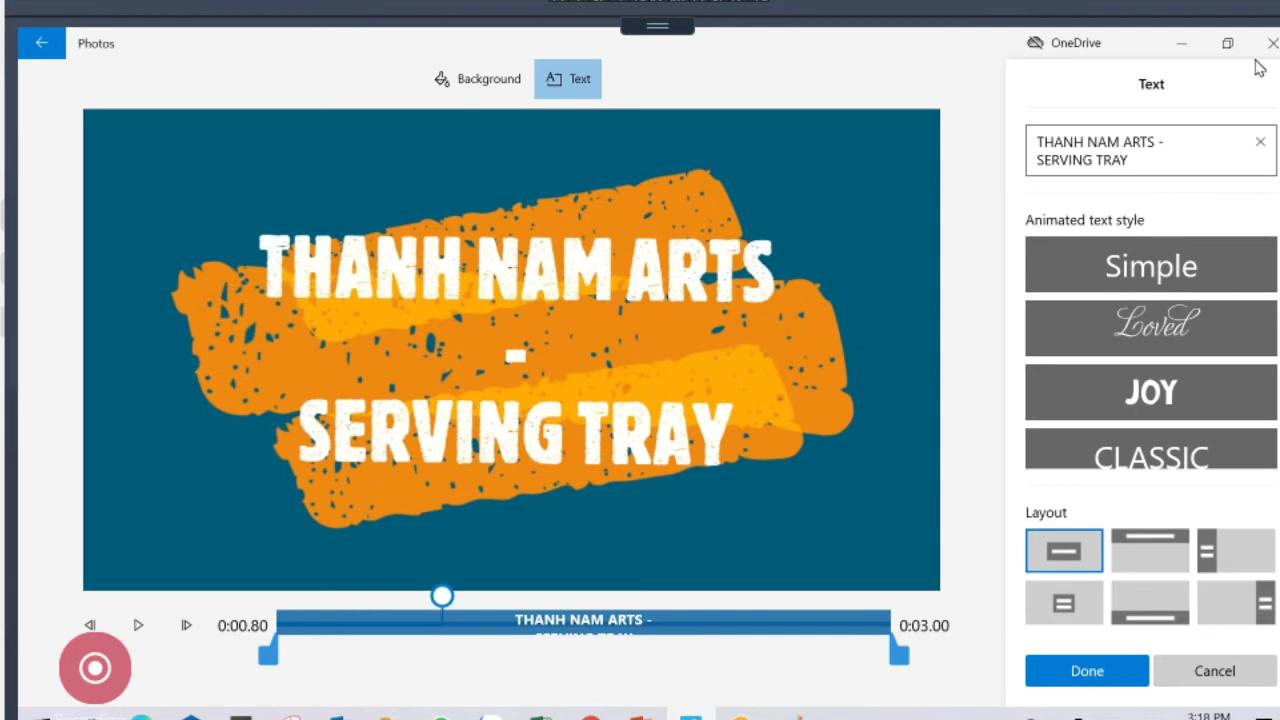 Photos
OneDrive
Background
Text
Text
THANH NAM ARTS -
SERVING TRAY
Animated text style
Simple
Loved
JOY
CLASSIC
Layout
THANH NAM ARTS
-
SERVING TRAY
0:00.80
THANH NAM ARTS -
0:03.00
Done
Cancel
3:18 PM